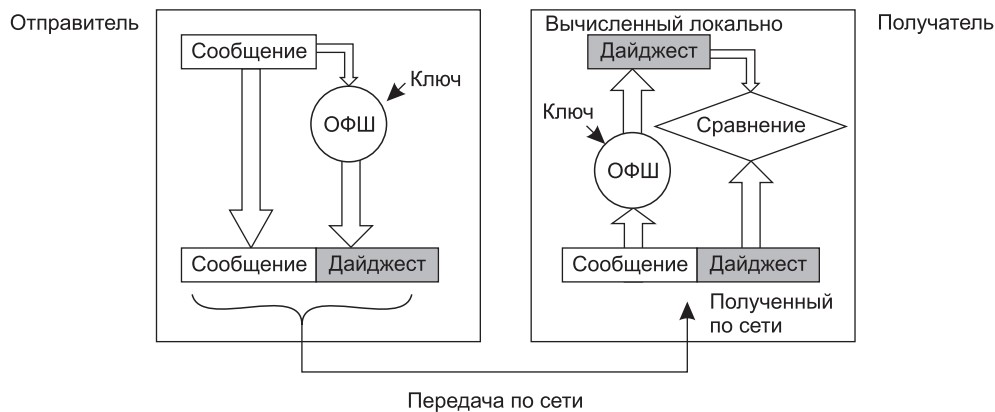 Отправитель
Сообщение
Ключ
ОФШ
Сообщение
Дайджест
Вычисленный локально
Дайджест
Получатель
Ключ
Сравнение
ОФШ
Сообщение
Дайджест
Полученный
по сети
Передача по сети